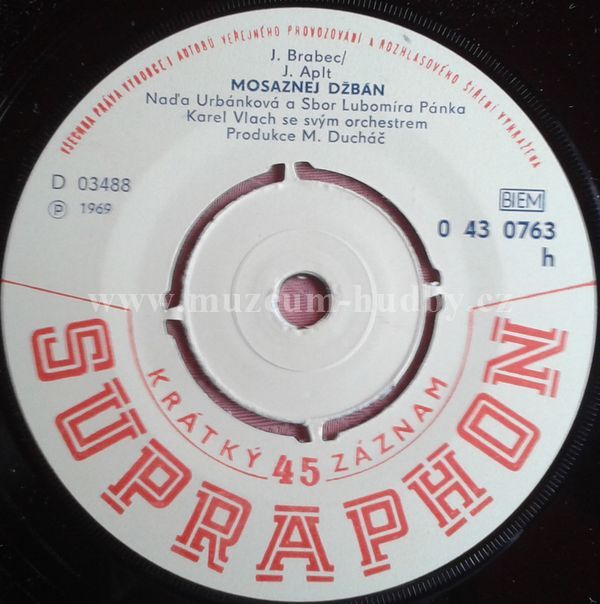 VŠECHNA PRÁVA VÝROBCE I AUTORŮ VEŘEJNÉHO PROVOZOVÁNÍ A ROZHLASOVÉHO ŠÍŘENÍ VYHRAŽENA
J. Brabec/
J. Aplt
MOSAZNEJ DŽBÁN
Naďa Urbánková a Sbor Lubomíra Pánka
Karel Vlach se svým orchestrem
Produkce M. Ducháč
D 03488
Ⓟ 1969
BIEM
0 43 0763
h
www.muzeum-hudby.cz
KRÁTKÝ 45 ZÁZNAM
SUPRAPHON